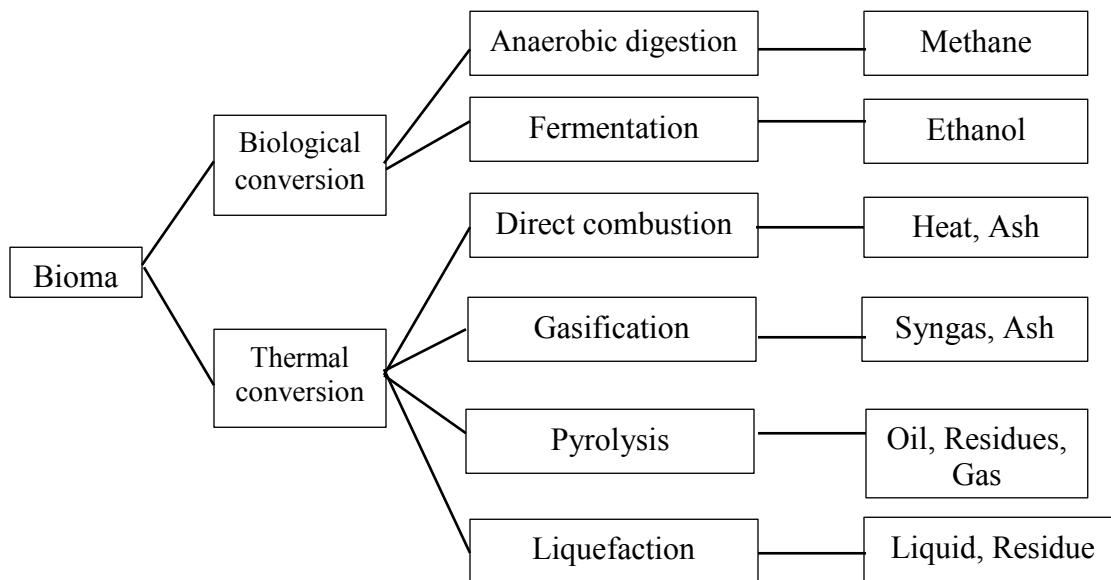 Anaerobic digestion
Methane
Biological
conversion
Fermentation
Ethanol
Direct combustion
Heat, Ash
Bioma
Gasification
Syngas, Ash
Thermal
conversion
Pyrolysis
Oil, Residues,
Gas
Liquefaction
Liquid, Residue